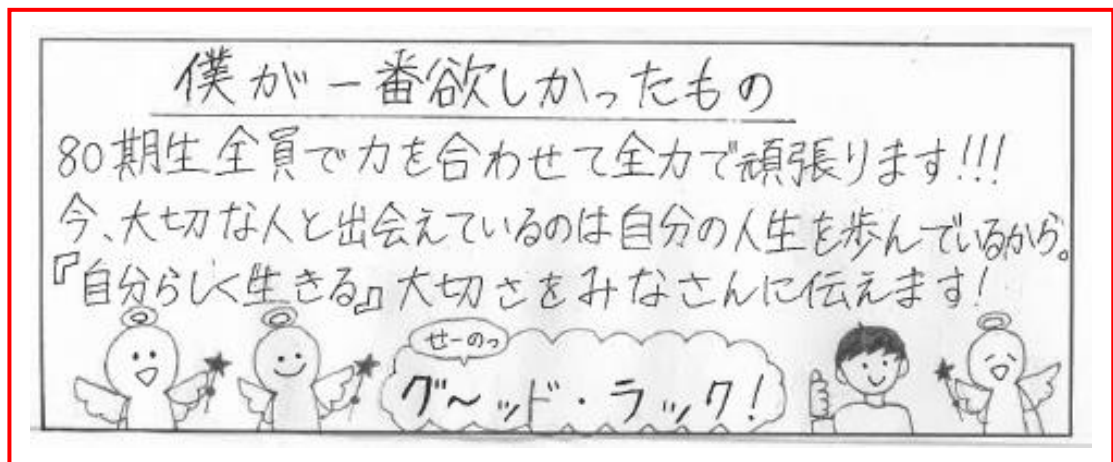 僕が一番欲しかったもの
80期生全員で力を合わせて全力で頑張ります!!!
今、大切な人と出会えているのは自分の人生を歩んでいるから。
『自分らしく生きる』大切さをみなさんに伝えます!
せーのっ
グ〜ッド・ラック!